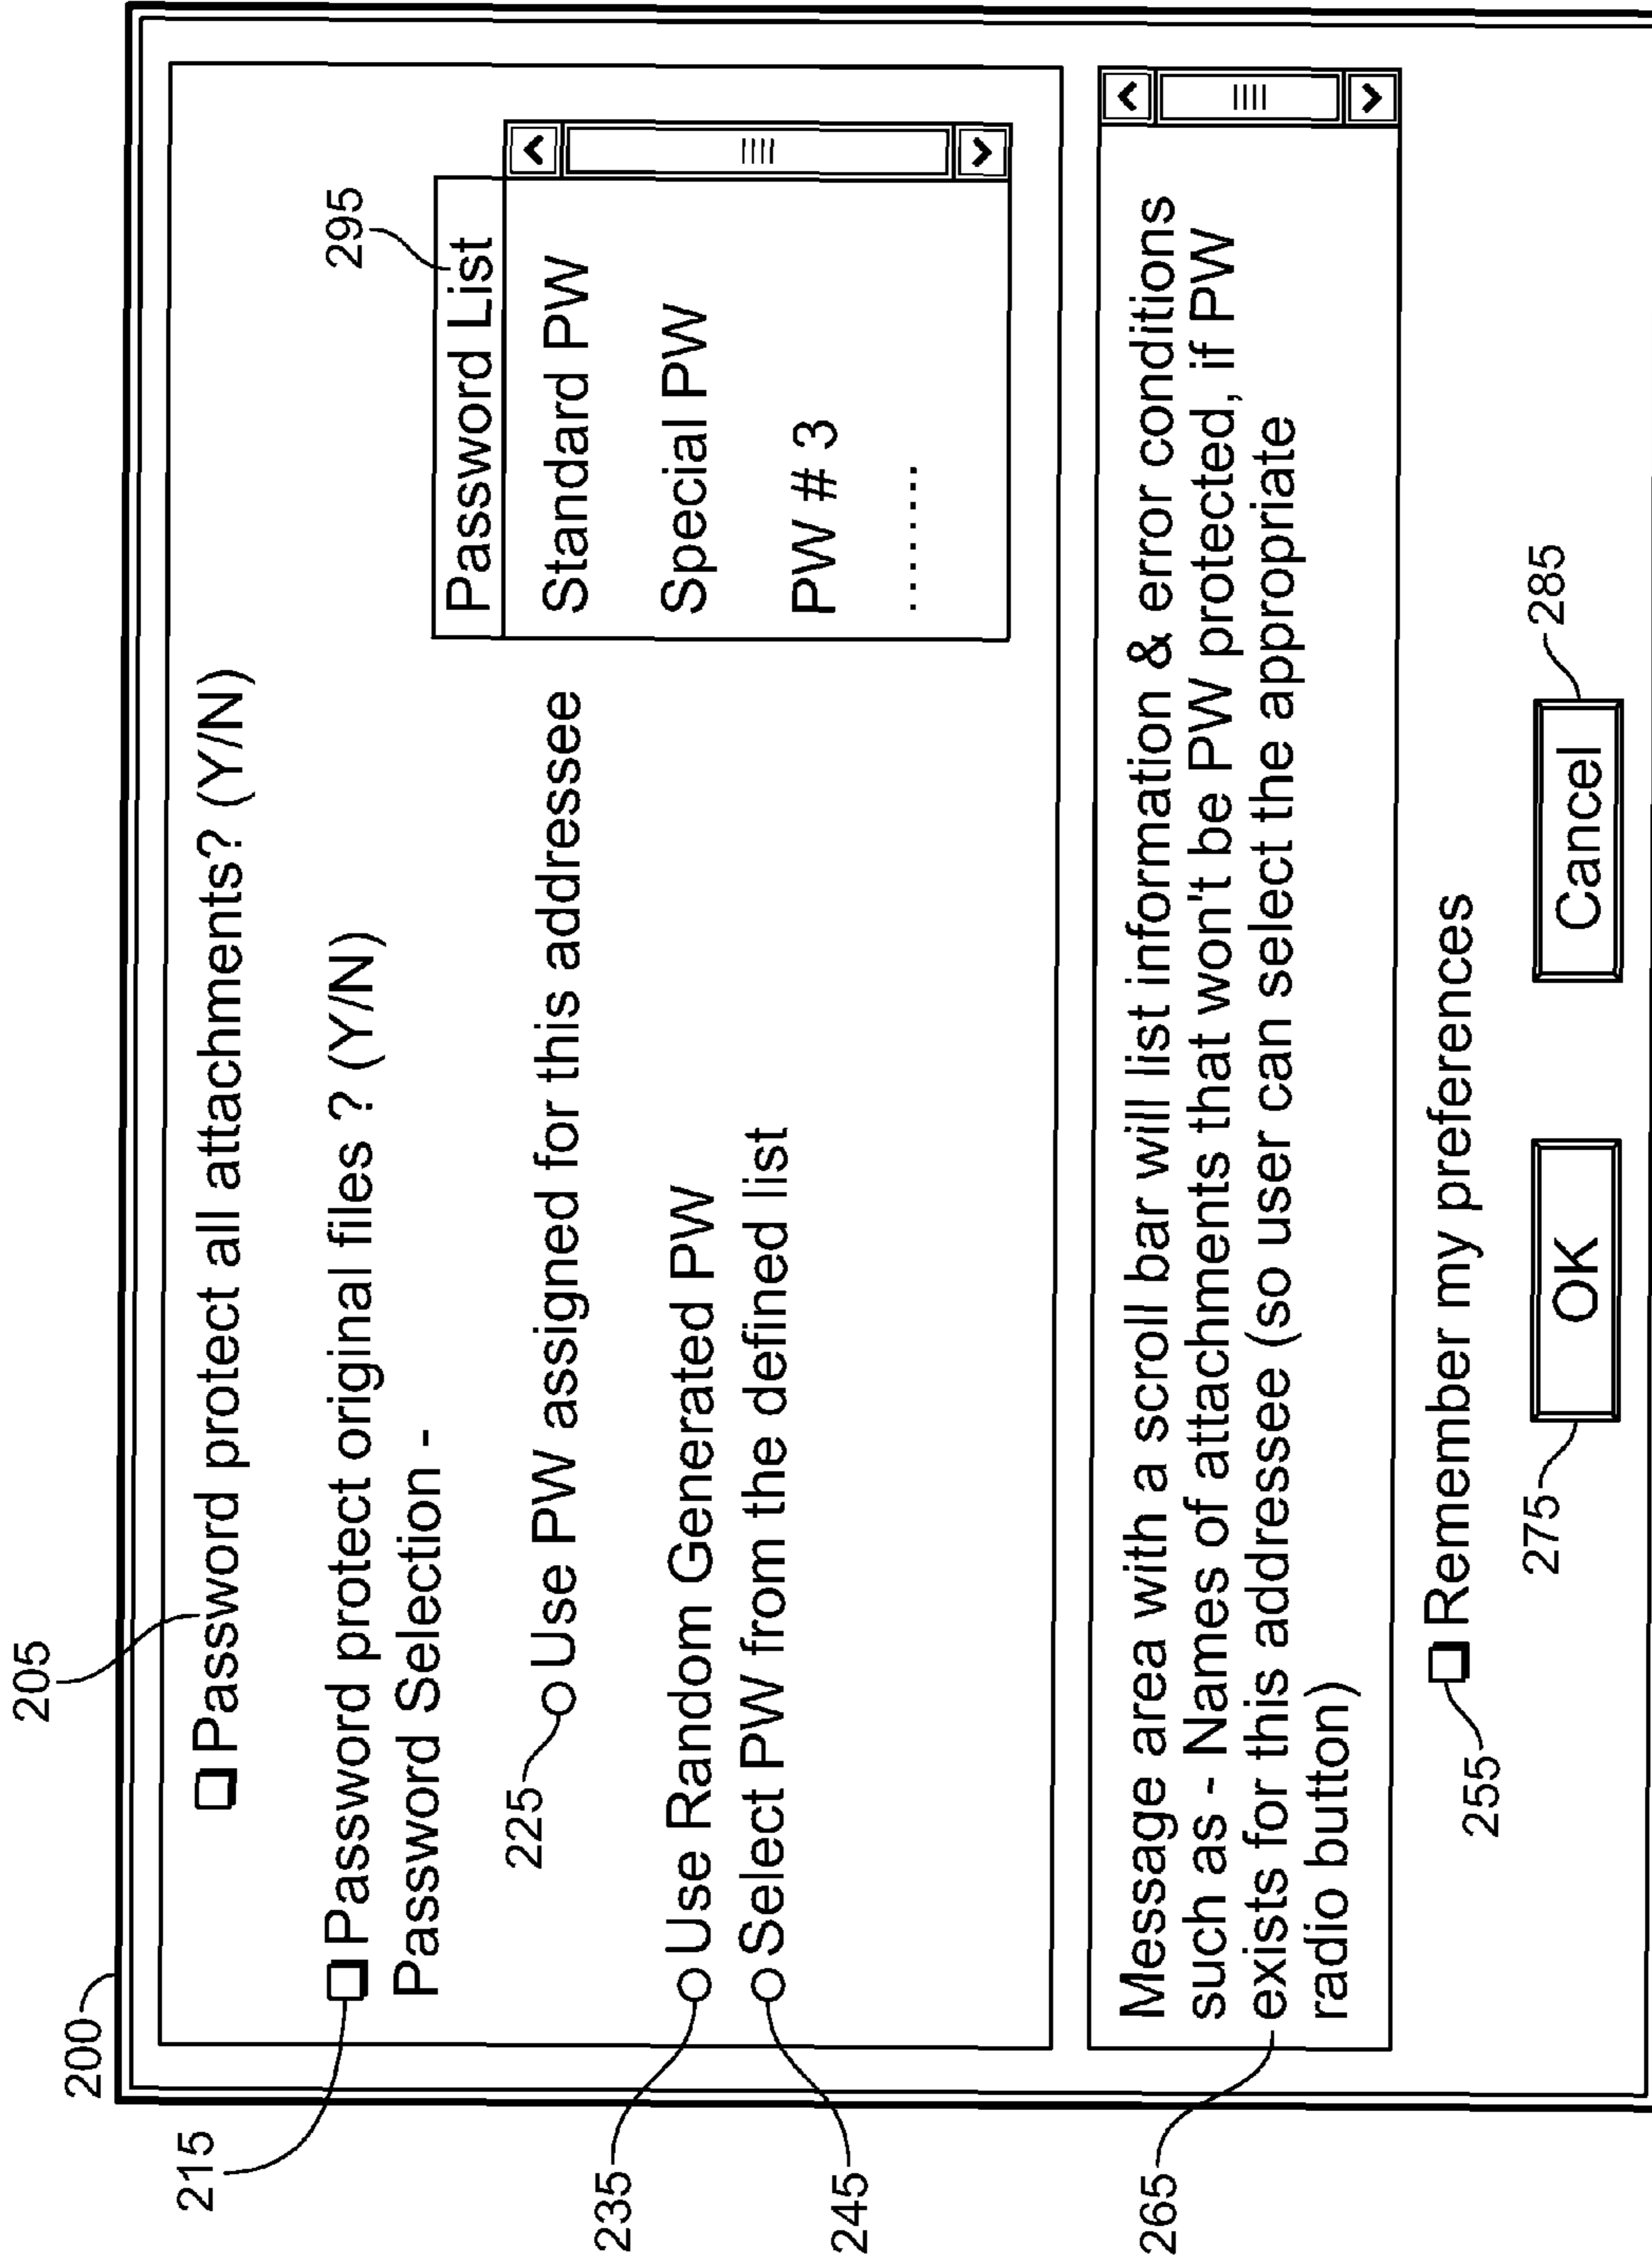 200
205
Password protect all attachments? (Y/N)
215
Password protect original files ? (Y/N)
Password Selection -
295
Password List
225
Use PW assigned for this addressee
Standard PW
Special PW
235
Use Random Generated PW
245
Select PW from the defined list
PW # 3
.......
265
Message area with a scroll bar will list information & error conditions
such as - Names of attachments that won't be PW protected, if PW
exists for this addressee (so user can select the appropriate
radio button)
255
Remember my preferences
275
OK
Cancel
285